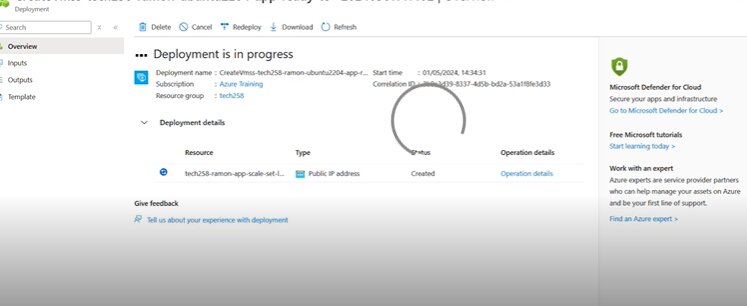 Deployment
Search
Delete Cancel Redeploy Download Refresh
Overview
Inputs
Outputs
Template
Deployment is in progress
Deployment name : CreateVmss-tech258-ramon-ubuntu2204-app-r...
Subscription : Azure Training
Resource group : tech258
Start time : 01/05/2024, 14:34:31
Correlation ID :
Deployment details
Resource Type Status Operation details
tech258-ramon-app-scale-set-l... Public IP address Created Operation details
Give feedback
Tell us about your experience with deployment
Microsoft Defender for Cloud
Secure your apps and infrastructure
Go to Microsoft Defender for Cloud >
Free Microsoft tutorials
Start learning today >
Work with an expert
Azure experts are service provider partners
who can help manage your assets on Azure
and be your first line of support.
Find an Azure expert >